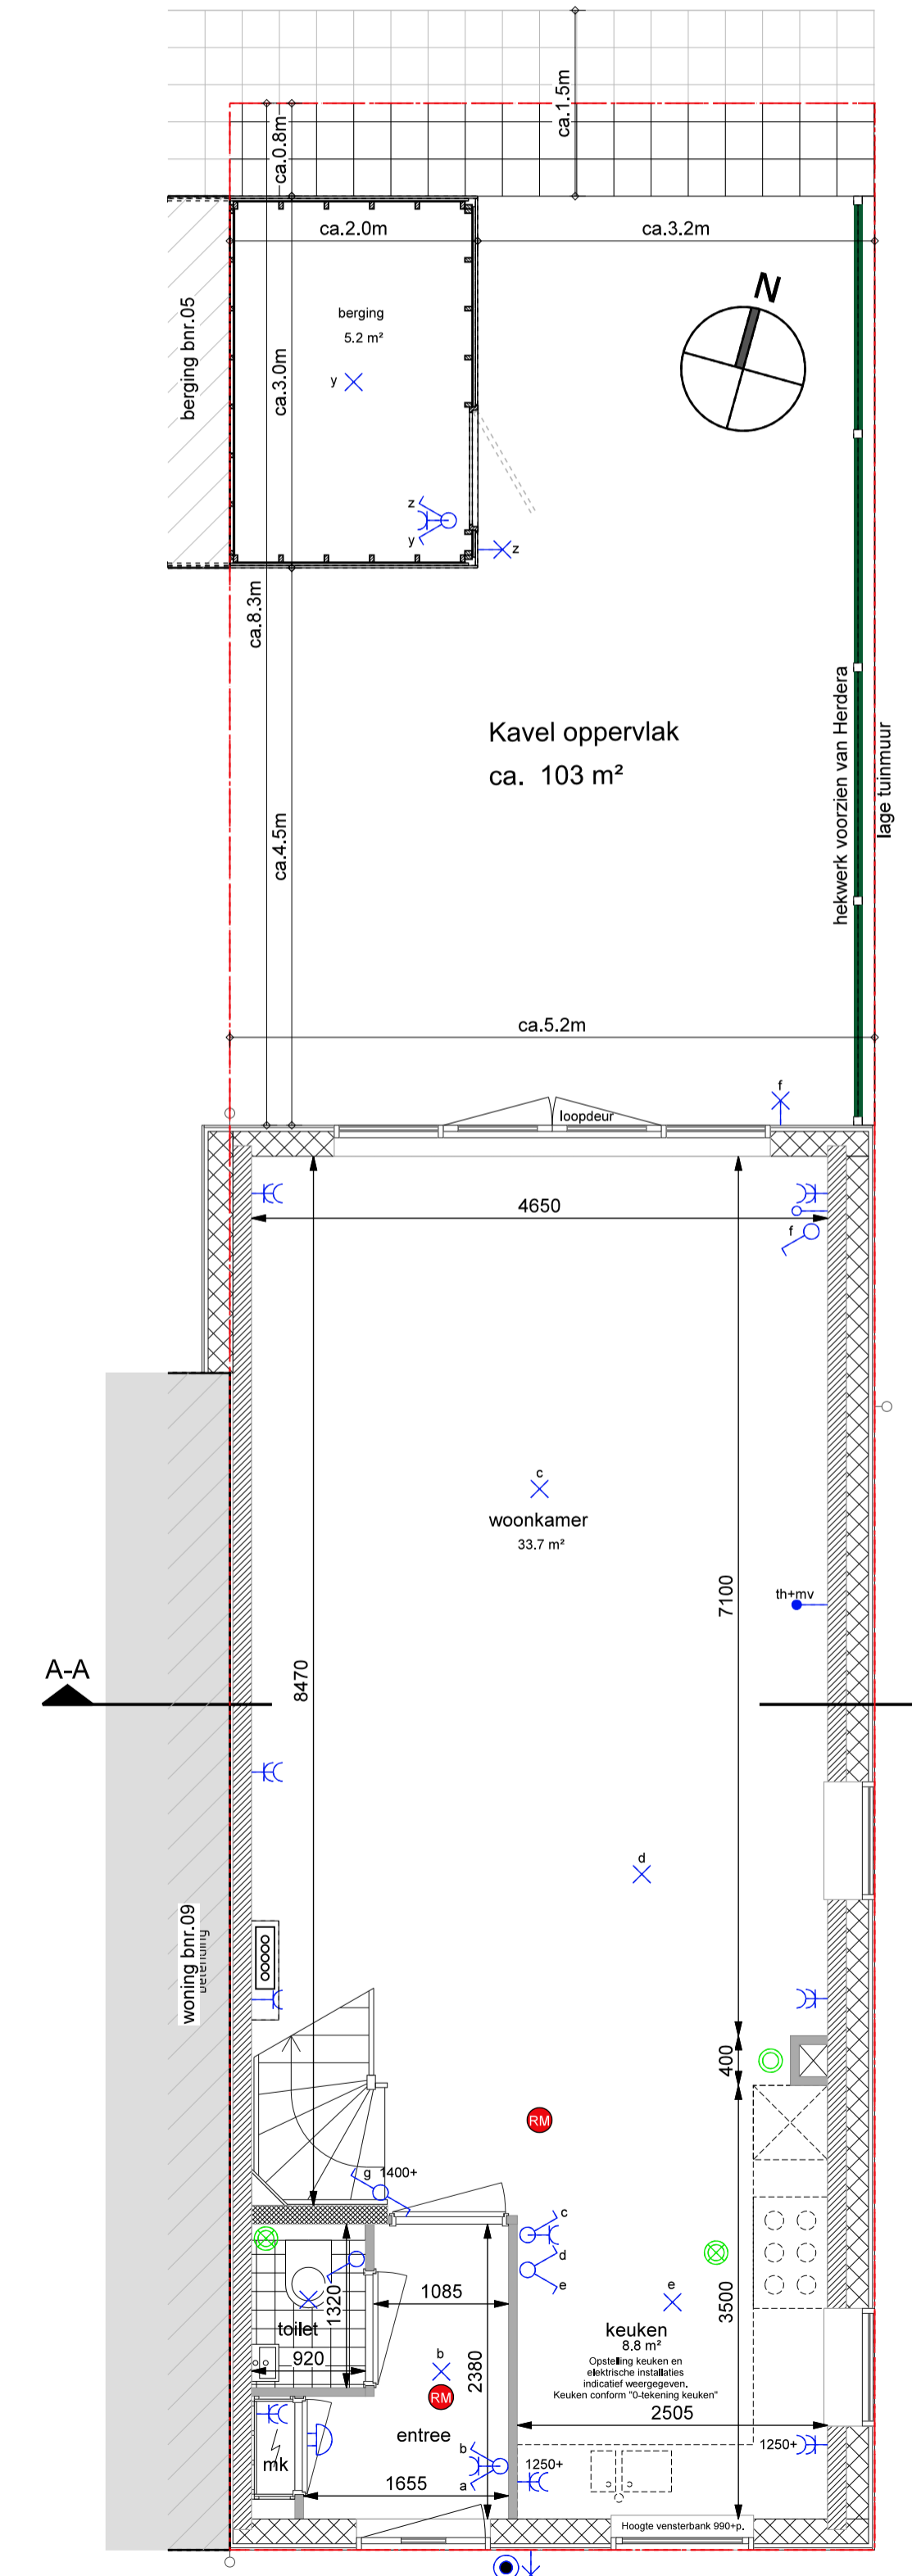 ca.1.5m
ca.0.8m
ca.2.0m
ca.3.2m
N
berging
5.2 m²
y
berging bnr.05
ca.3.0m
z
y
z
ca.8.3m
Kavel oppervlak
ca. 103 m²
hekwerk voorzien van Herdera
lage tuinmuur
ca.4.5m
ca.5.2m
f
loopdeur
4650
f
c
woonkamer
33.7 m²
th+mv
7100
8470
A-A
d
woning bnr.09
400
RM
g 1400+
c
d
e
1085
1320
toilet
920
b
RM
2380
entree
e
keuken
8.8 m²
Opstelling keuken en
elektrische installaties
indicatief weergegeven.
Keuken conform "0-tekening keuken"
3500
2505
mk
b
a
1655
1250+
1250+
Hoogte vensterbank 990+p.